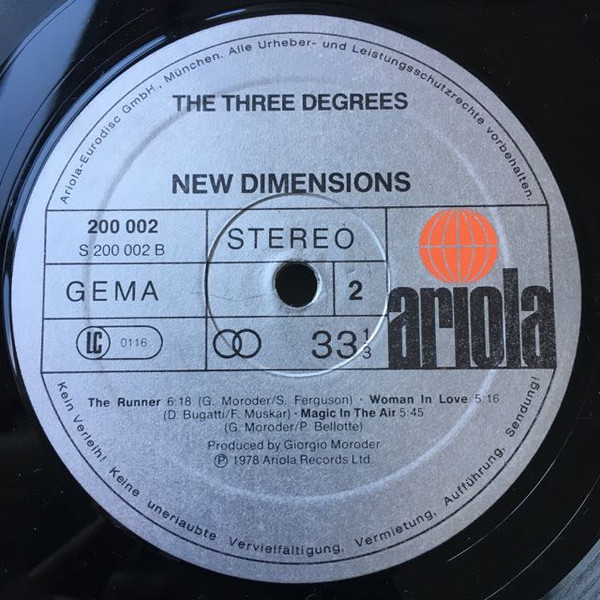 Ariola-Eurodisc GmbH., München. Alle Urheber- und Leistungsschutzrechte vorbehalten.
THE THREE DEGREES
NEW DIMENSIONS
200 002
S 200 002 B
STEREO
GEMA
2
ariola
LC 0116
33 1/3
The Runner 6:18 (G. Moroder/S. Ferguson) · Woman In Love 5:16
(D. Bugatti/F. Muskar) · Magic In The Air 5:45
(G. Moroder/P. Bellotte)
Produced by Giorgio Moroder
Ⓟ 1978 Ariola Records Ltd.
Kein Verleih! Keine unerlaubte Vervielfältigung, Vermietung, Aufführung, Sendung!